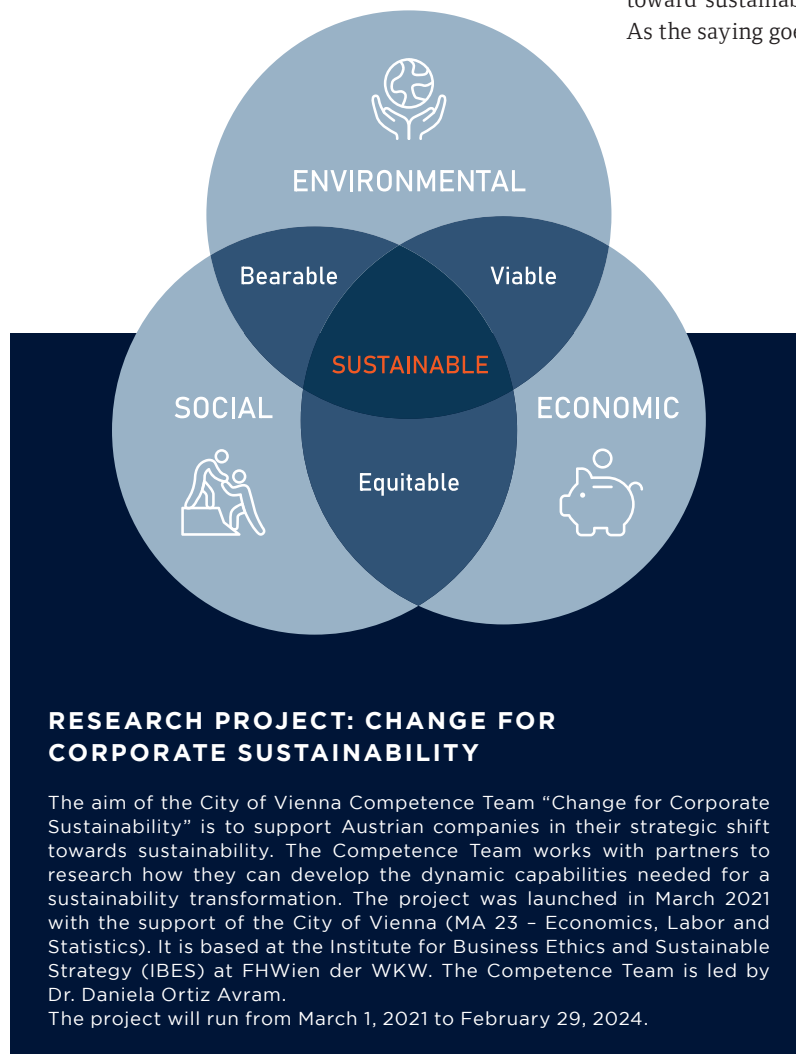 toward sustainab
As the saying goe
ENVIRONMENTAL
Bearable
Viable
SUSTAINABLE
SOCIAL
ECONOMIC
Equitable
RESEARCH PROJECT: CHANGE FOR
CORPORATE SUSTAINABILITY
The aim of the City of Vienna Competence Team “Change for Corporate
Sustainability” is to support Austrian companies in their strategic shift
towards sustainability. The Competence Team works with partners to
research how they can develop the dynamic capabilities needed for a
sustainability transformation. The project was launched in March 2021
with the support of the City of Vienna (MA 23 – Economics, Labor and
Statistics). It is based at the Institute for Business Ethics and Sustainable
Strategy (IBES) at FHWien der WKW. The Competence Team is led by
Dr. Daniela Ortiz Avram.
The project will run from March 1, 2021 to February 29, 2024.